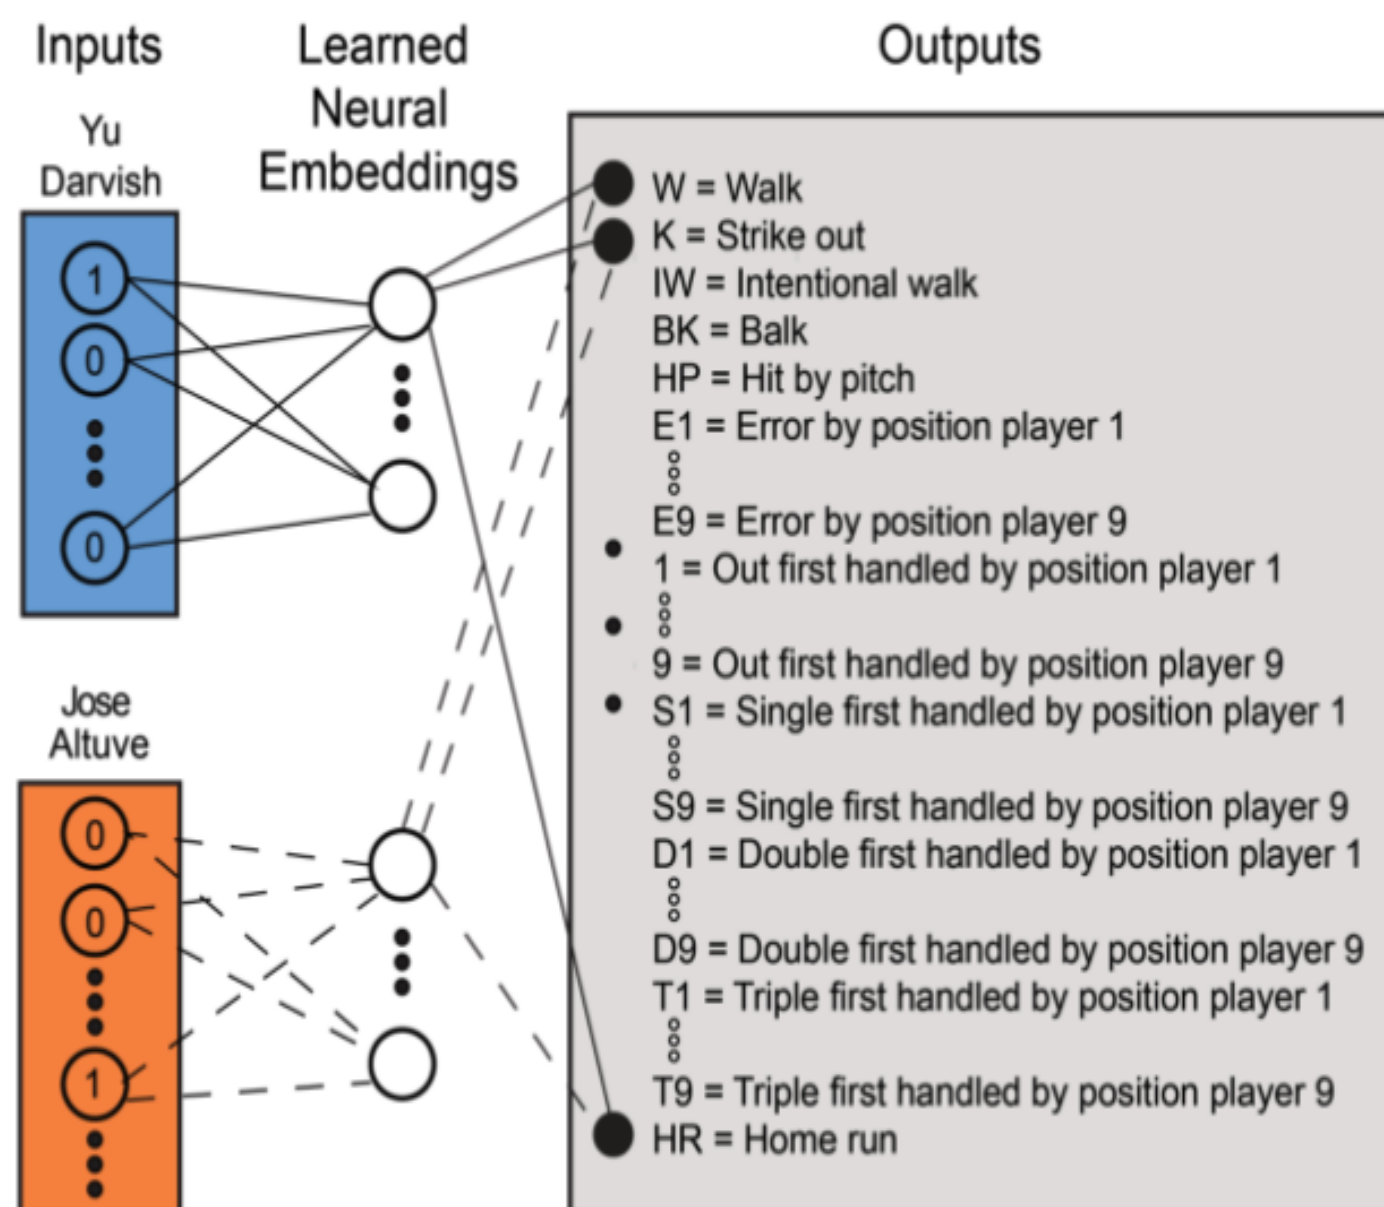 Inputs
Learned
Neural
Embeddings
Outputs
Yu
Darvish
1
0
0
Jose
Altuve
0
0
1
W = Walk
K = Strike out
IW = Intentional walk
BK = Balk
HP = Hit by pitch
E1 = Error by position player 1
E9 = Error by position player 9
1 = Out first handled by position player 1
9 = Out first handled by position player 9
S1 = Single first handled by position player 1
S9 = Single first handled by position player 9
D1 = Double first handled by position player 1
D9 = Double first handled by position player 9
T1 = Triple first handled by position player 1
T9 = Triple first handled by position player 9
HR = Home run